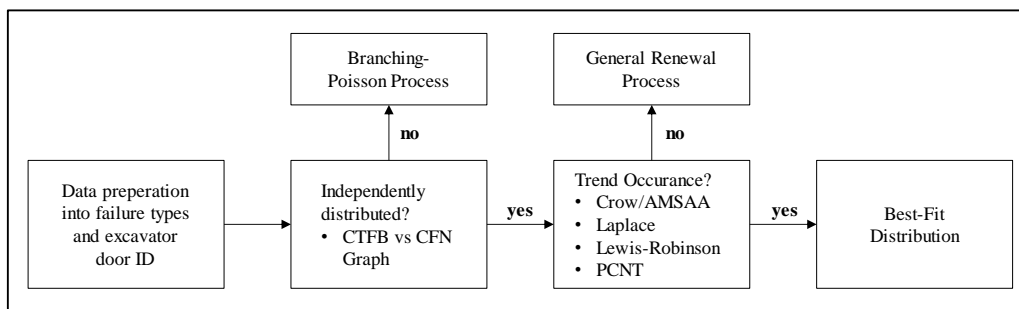 Branching-
Poisson Process
General Renewal
Process
no
no
Data preperation
into failure types
and excavator
door ID
Independently
distributed?
• CTFB vs CFN
Graph
yes
Trend Occurance?
• Crow/AMSAA
• Laplace
• Lewis-Robinson
• PCNT
yes
Best-Fit
Distribution